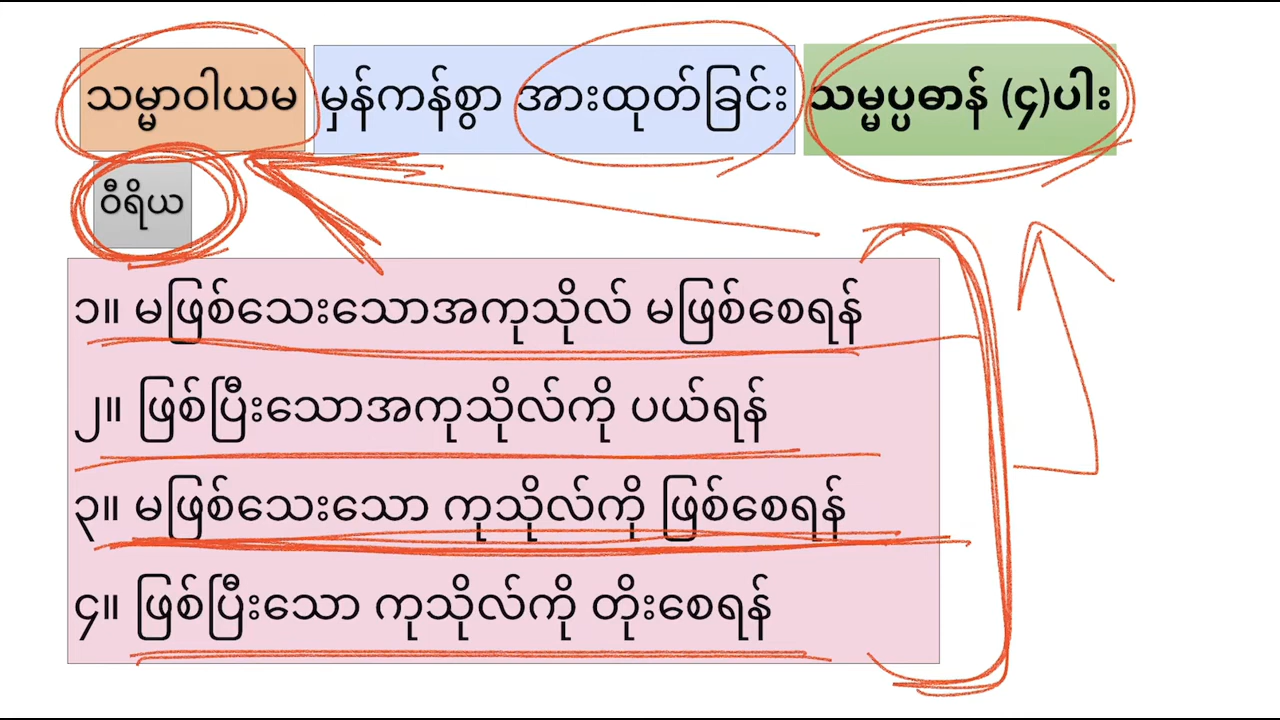 သမ္မာဝါယမ မှန်ကန်စွာ အားထုတ်ခြင်း သမ္မပ္ပဓာန် (၄)ပါး
ဝီရိယ
၁။ မဖြစ်သေးသောအကုသိုလ် မဖြစ်စေရန်
၂။ ဖြစ်ပြီးသောအကုသိုလ်ကို ပယ်ရန်
၃။ မဖြစ်သေးသော ကုသိုလ်ကို ဖြစ်စေရန်
၄။ ဖြစ်ပြီးသော ကုသိုလ်ကို တိုးစေရန်